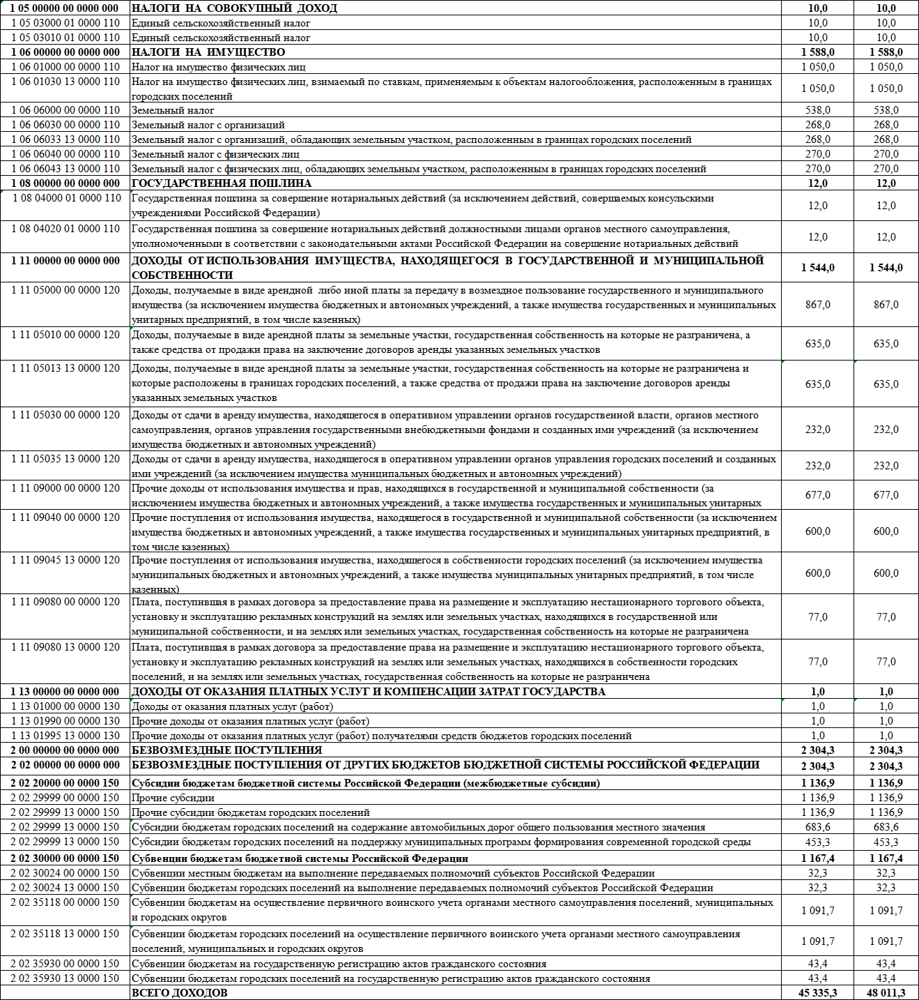 1 05 00000 00 0000 000 НАЛОГИ НА СОВОКУПНЫЙ ДОХОД 10,0 10,0
1 05 03000 01 0000 110 Единый сельскохозяйственный налог 10,0 10,0
1 05 03010 01 0000 110 Единый сельскохозяйственный налог 10,0 10,0
1 06 00000 00 0000 000 НАЛОГИ НА ИМУЩЕСТВО 1 588,0 1 588,0
1 06 01000 00 0000 110 Налог на имущество физических лиц 1 050,0 1 050,0
1 06 01030 13 0000 110 Налог на имущество физических лиц, взимаемый по ставкам, применяемым к объектам налогообложения, расположенным в границах
городских поселений 1 050,0 1 050,0
1 06 06000 00 0000 110 Земельный налог 538,0 538,0
1 06 06030 00 0000 110 Земельный налог с организаций 268,0 268,0
1 06 06033 13 0000 110 Земельный налог с организаций, обладающих земельным участком, расположенным в границах городских поселений 268,0 268,0
1 06 06040 00 0000 110 Земельный налог с физических лиц 270,0 270,0
1 06 06043 13 0000 110 Земельный налог с физических лиц, обладающих земельным участком, расположенным в границах городских поселений 270,0 270,0
1 08 00000 00 0000 000 ГОСУДАРСТВЕННАЯ ПОШЛИНА 12,0 12,0
1 08 04000 01 0000 110 Государственная пошлина за совершение нотариальных действий (за исключением действий, совершаемых консульскими
учреждениями Российской Федерации) 12,0 12,0
1 08 04020 01 0000 110 Государственная пошлина за совершение нотариальных действий должностными лицами органов местного самоуправления,
уполномоченными в соответствии с законодательными актами Российской Федерации на совершение нотариальных действий 12,0 12,0
1 11 00000 00 0000 000 ДОХОДЫ ОТ ИСПОЛЬЗОВАНИЯ ИМУЩЕСТВА, НАХОДЯЩЕГОСЯ В ГОСУДАРСТВЕННОЙ И МУНИЦИПАЛЬНОЙ
СОБСТВЕННОСТИ 1 544,0 1 544,0
1 11 05000 00 0000 120 Доходы, получаемые в виде арендной либо иной платы за передачу в возмездное пользование государственного и муниципального
имущества (за исключением имущества бюджетных и автономных учреждений, а также имущества государственных и муниципальных 867,0 867,0
унитарных предприятий, в том числе казенных)
1 11 05010 00 0000 120 Доходы, получаемые в виде арендной платы за земельные участки, государственная собственность на которые не разграничена, а
также средства от продажи права на заключение договоров аренды указанных земельных участков 635,0 635,0
1 11 05013 13 0000 120 Доходы, получаемые в виде арендной платы за земельные участки, государственная собственность на которые не разграничена и
которые расположены в границах городских поселений, а также средства от продажи права на заключение договоров аренды 635,0 635,0
указанных земельных участков
1 11 05030 00 0000 120 Доходы от сдачи в аренду имущества, находящегося в оперативном управлении органов государственной власти, органов местного
самоуправления, органов управления государственными внебюджетными фондами и созданных ими учреждений (за исключением 232,0 232,0
имущества бюджетных и автономных учреждений)
1 11 05035 13 0000 120 Доходы от сдачи в аренду имущества, находящегося в оперативном управлении органов управления городских поселений и созданных
ими учреждений (за исключением имущества муниципальных бюджетных и автономных учреждений) 232,0 232,0
1 11 09000 00 0000 120 Прочие доходы от использования имущества и прав, находящихся в государственной и муниципальной собственности (за
исключением имущества бюджетных и автономных учреждений, а также имущества государственных и муниципальных унитарных 677,0 677,0
1 11 09040 00 0000 120 Прочие поступления от использования имущества, находящегося в государственной и муниципальной собственности (за исключением
имущества бюджетных и автономных учреждений, а также имущества государственных и муниципальных унитарных предприятий, в 600,0 600,0
том числе казенных)
1 11 09045 13 0000 120 Прочие поступления от использования имущества, находящегося в собственности городских поселений (за исключением имущества
муниципальных бюджетных и автономных учреждений, а также имущества муниципальных унитарных предприятий, в том числе 600,0 600,0
казенных)
1 11 09080 00 0000 120 Плата, поступившая в рамках договора за предоставление права на размещение и эксплуатацию нестационарного торгового объекта,
установку и эксплуатацию рекламных конструкций на землях или земельных участках, находящихся в государственной или 77,0 77,0
муниципальной собственности, и на землях или земельных участках, государственная собственность на которые не разграничена
1 11 09080 13 0000 120 Плата, поступившая в рамках договора за предоставление права на размещение и эксплуатацию нестационарного торгового объекта,
установку и эксплуатацию рекламных конструкций на землях или земельных участках, находящихся в собственности городских 77,0 77,0
поселений, и на землях или земельных участках, государственная собственность на которые не разграничена
1 13 00000 00 0000 000 ДОХОДЫ ОТ ОКАЗАНИЯ ПЛАТНЫХ УСЛУГ И КОМПЕНСАЦИИ ЗАТРАТ ГОСУДАРСТВА 1,0 1,0
1 13 01000 00 0000 130 Доходы от оказания платных услуг (работ) 1,0 1,0
1 13 01990 00 0000 130 Прочие доходы от оказания платных услуг (работ) 1,0 1,0
1 13 01995 13 0000 130 Прочие доходы от оказания платных услуг (работ) получателями средств бюджетов городских поселений 1,0 1,0
2 00 00000 00 0000 000 БЕЗВОЗМЕЗДНЫЕ ПОСТУПЛЕНИЯ 2 304,3 2 304,3
2 02 00000 00 0000 000 БЕЗВОЗМЕЗДНЫЕ ПОСТУПЛЕНИЯ ОТ ДРУГИХ БЮДЖЕТОВ БЮДЖЕТНОЙ СИСТЕМЫ РОССИЙСКОЙ ФЕДЕРАЦИИ 2 304,3 2 304,3
2 02 20000 00 0000 150 Субсидии бюджетам бюджетной системы Российской Федерации (межбюджетные субсидии) 1 136,9 1 136,9
2 02 29999 00 0000 150 Прочие субсидии 1 136,9 1 136,9
2 02 29999 13 0000 150 Прочие субсидии бюджетам городских поселений 1 136,9 1 136,9
2 02 29999 13 0000 150 Субсидии бюджетам городских поселений на содержание автомобильных дорог общего пользования местного значения 683,6 683,6
2 02 29999 13 0000 150 Субсидии бюджетам городских поселений на поддержку муниципальных программ формирования современной городской среды 453,3 453,3
2 02 30000 00 0000 150 Субвенции бюджетам бюджетной системы Российской Федерации 1 167,4 1 167,4
2 02 30024 00 0000 150 Субвенции местным бюджетам на выполнение передаваемых полномочий субъектов Российской Федерации 32,3 32,3
2 02 30024 13 0000 150 Субвенции бюджетам городских поселений на выполнение передаваемых полномочий субъектов Российской Федерации 32,3 32,3
2 02 35118 00 0000 150 Субвенции бюджетам на осуществление первичного воинского учета органами местного самоуправления поселений, муниципальных
и городских округов 1 091,7 1 091,7
2 02 35118 13 0000 150 Субвенции бюджетам городских поселений на осуществление первичного воинского учета органами местного самоуправления
поселений, муниципальных и городских округов 1 091,7 1 091,7
2 02 35930 00 0000 150 Субвенции бюджетам на государственную регистрацию актов гражданского состояния 43,4 43,4
2 02 35930 13 0000 150 Субвенции бюджетам городских поселений на государственную регистрацию актов гражданского состояния 43,4 43,4
ВСЕГО ДОХОДОВ 45 335,3 48 011,3